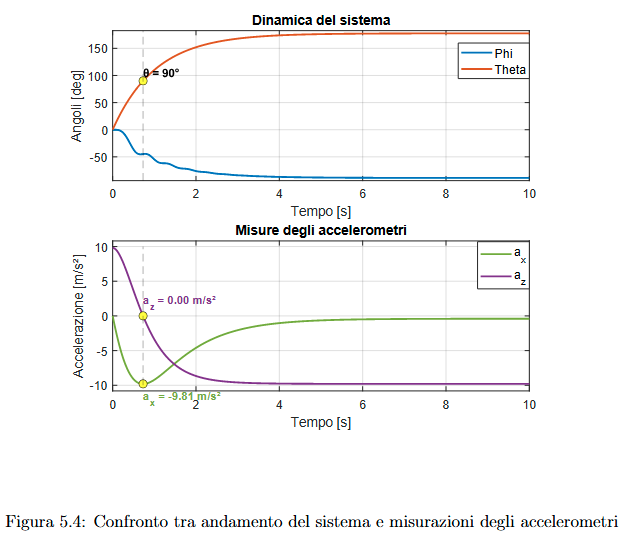 Dinamica del sistema
150
100
50
0
-50
Angoli [deg]
θ = 90°
Phi
Theta
0 2 4 6 8 10
Tempo [s]
Misure degli accelerometri
10
5
0
-5
-10
Accelerazione [m/s²]
a_z = 0.00 m/s²
a_x = -9.81 m/s²
a_x
a_z
0 2 4 6 8 10
Tempo [s]
Figura 5.4: Confronto tra andamento del sistema e misurazioni degli accelerometri